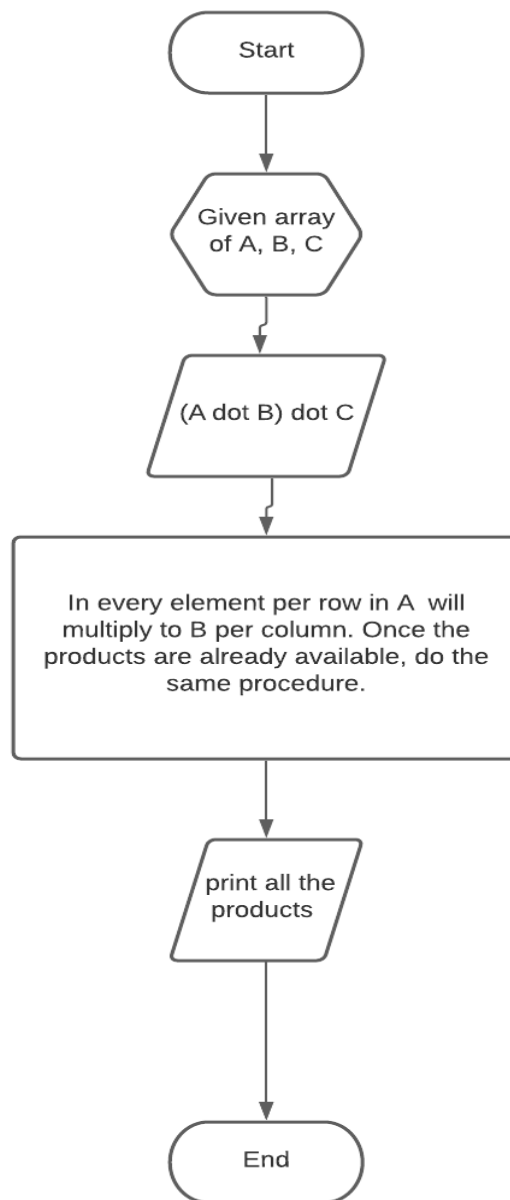 Start
Given array
of A, B, C
(A dot B) dot C
In every element per row in A  will
multiply to B per column. Once the
products are already available, do the
same procedure.
print all the
products
End